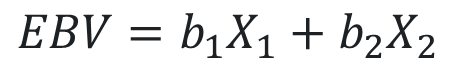 EBV = b₁X₁ + b₂X₂